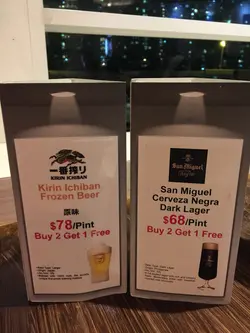 一番搾り
KIRIN ICHIBAN
Kirin Ichiban
Frozen Beer
原味
$78/Pint
Buy 2 Get 1 Free
San Miguel
San Miguel
Cerveza Negra
Dark Lager
$68/Pint
Buy 2 Get 1 Free